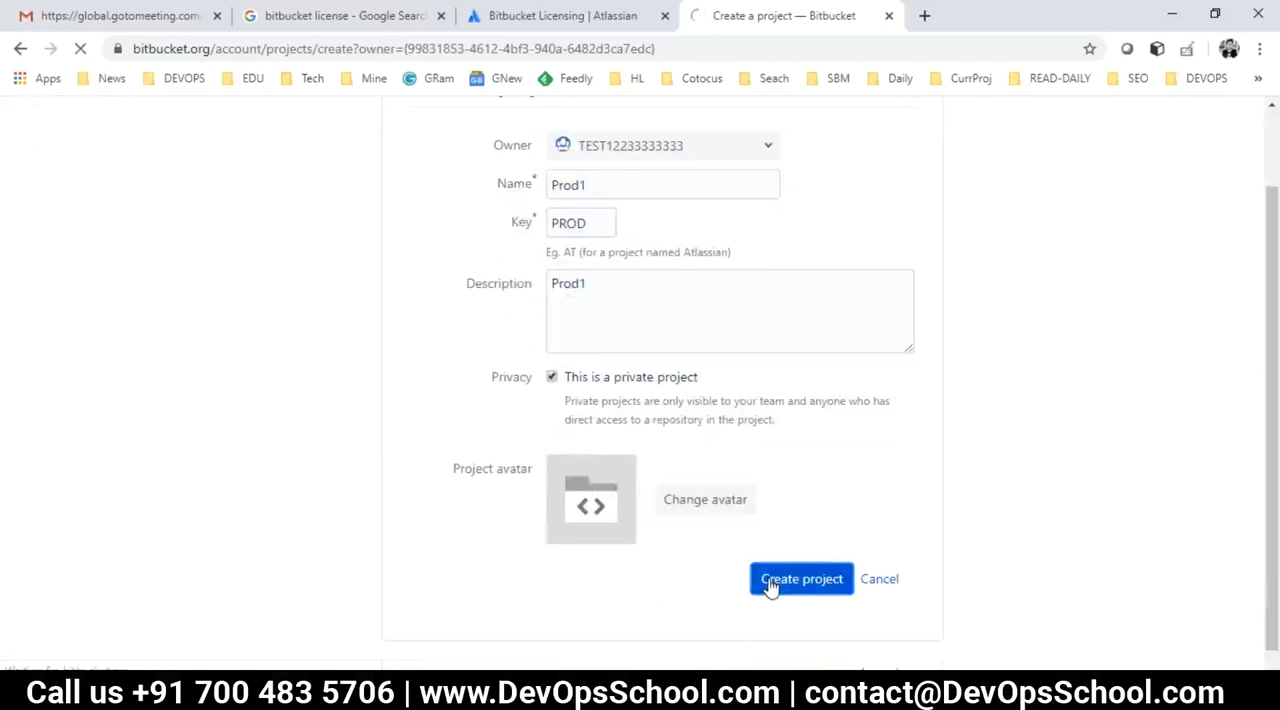 https://global.gotomeeting.com
bitbucket license - Google Searc
Bitbucket Licensing | Atlassian
Create a project — Bitbucket
bitbucket.org/account/projects/create?owner={99831853-4612-4bf3-940a-6482d3ca7edc}
Apps News DEVOPS EDU Tech Mine GRam GNew Feedly HL Cotocus Seach SBM Daily CurrProj READ-DAILY SEO DEVOPS »
Owner TEST12233333333
Name* Prod1
Key* PROD
Eg. AT (for a project named Atlassian)
Description Prod1
Privacy This is a private project
Private projects are only visible to your team and anyone who has
direct access to a repository in the project.
Project avatar
Change avatar
Create project Cancel
Call us +91 700 483 5706 | www.DevOpsSchool.com | contact@DevOpsSchool.com